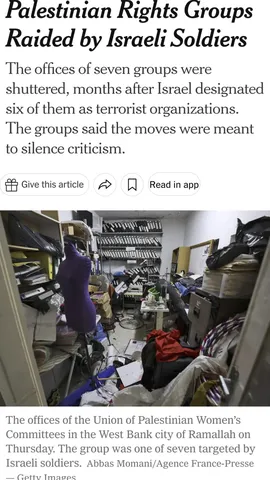 Palestinian Rights Groups
Raided by Israeli Soldiers
The offices of seven groups were
shuttered, months after Israel designated
six of them as terrorist organizations.
The groups said the moves were meant
to silence criticism.
Give this article
Read in app
The offices of the Union of Palestinian Women's
Committees in the West Bank city of Ramallah on
Thursday. The group was one of seven targeted by
Israeli soldiers. Abbas Momani/Agence France-Presse
— Getty Images